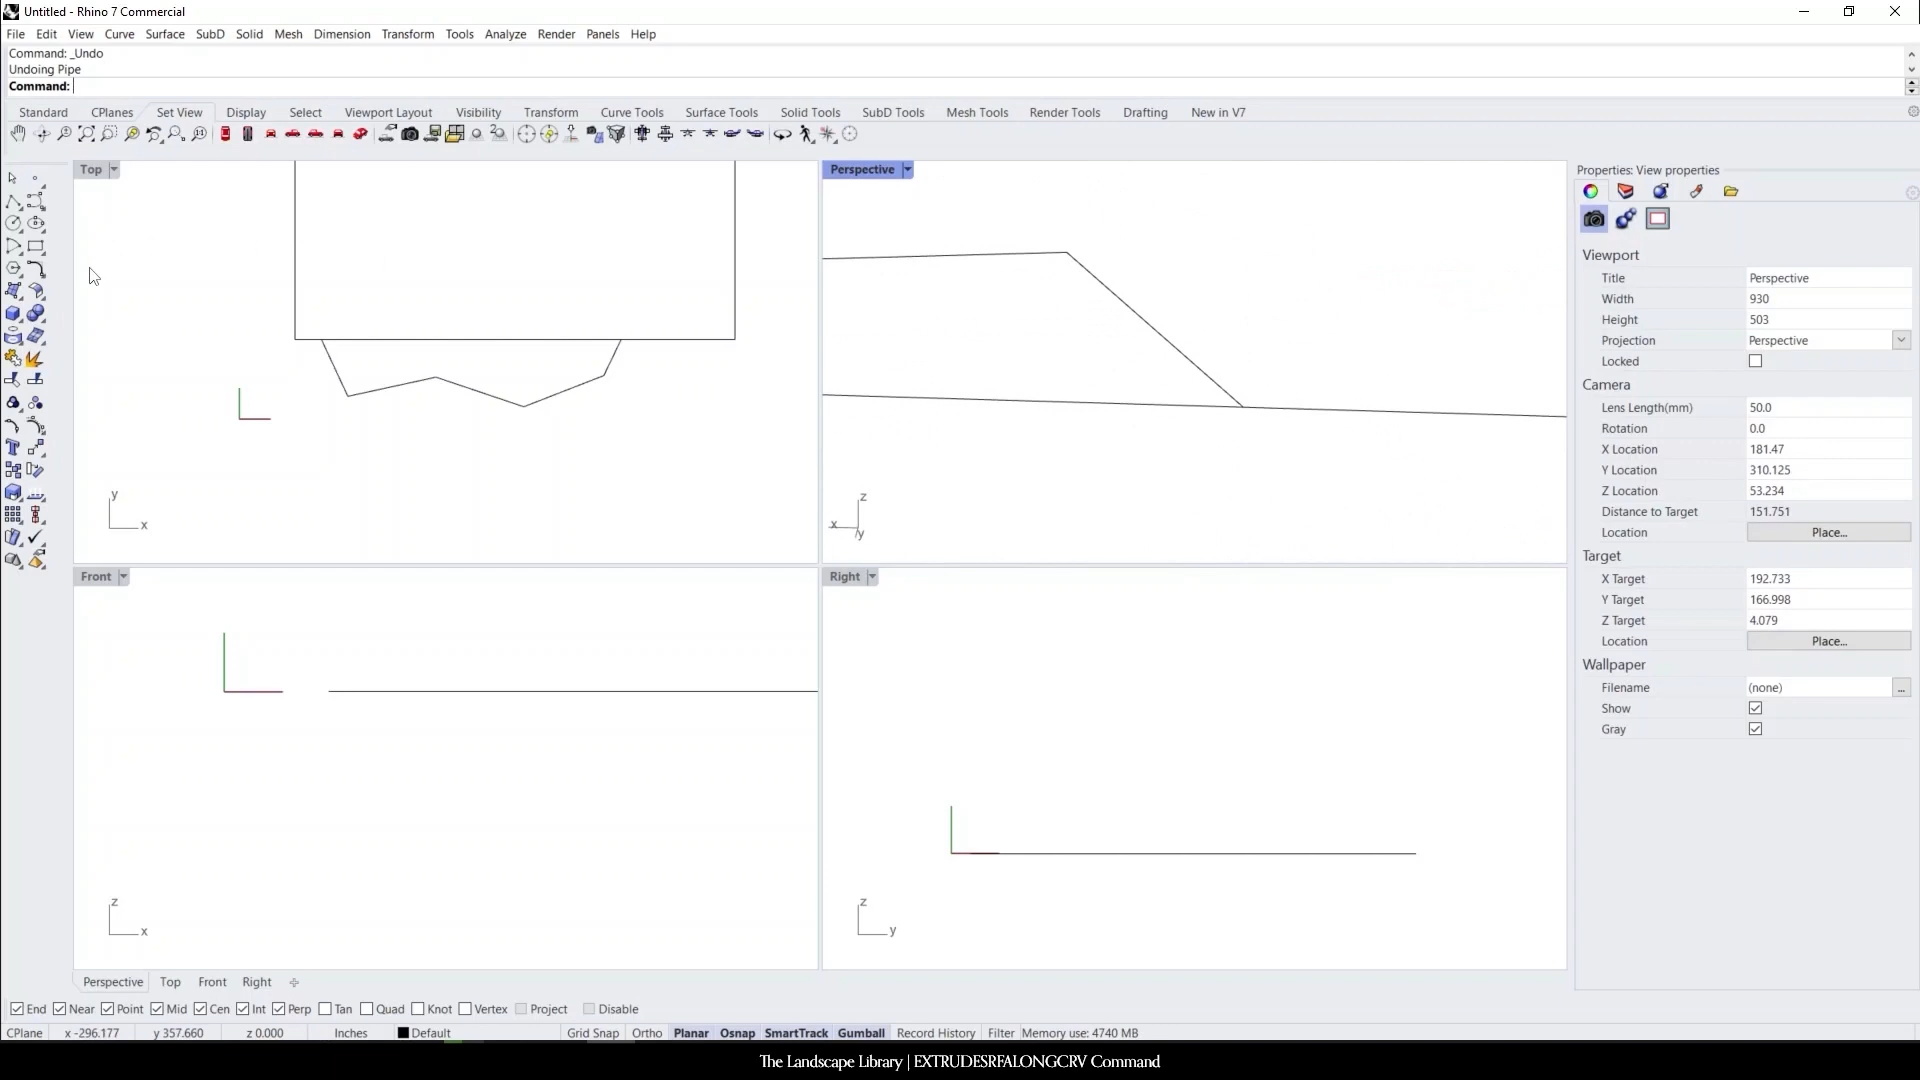 Untitled - Rhino 7 Commercial
File Edit View Curve Surface SubD Solid Mesh Dimension Transform Tools Analyze Render Panels Help
Command: _Undo
Undoing Pipe
Command:
Standard CPlanes Set View Display Select Viewport Layout Visibility Transform Curve Tools Surface Tools Solid Tools SubD Tools Mesh Tools Render Tools Drafting New in V7
Top
Perspective
y
x
z
x
y
Front
Right
z
x
z
y
Properties: View properties
Viewport
Title Perspective
Width 930
Height 503
Projection Perspective
Locked
Camera
Lens Length(mm) 50.0
Rotation 0.0
X Location 181.47
Y Location 310.125
Z Location 53.234
Distance to Target 151.751
Location Place...
Target
X Target 192.733
Y Target 166.998
Z Target 4.079
Location Place...
Wallpaper
Filename (none) ...
Show
Gray
Perspective Top Front Right
End Near Point Mid Cen Int Perp Tan Quad Knot Vertex Project Disable
CPlane x -296.177 y 357.660 z 0.000 Inches Default Grid Snap Ortho Planar Osnap SmartTrack Gumball Record History Filter Memory use: 4740 MB
The Landscape Library | EXTRUDESRFALONGCRV Command